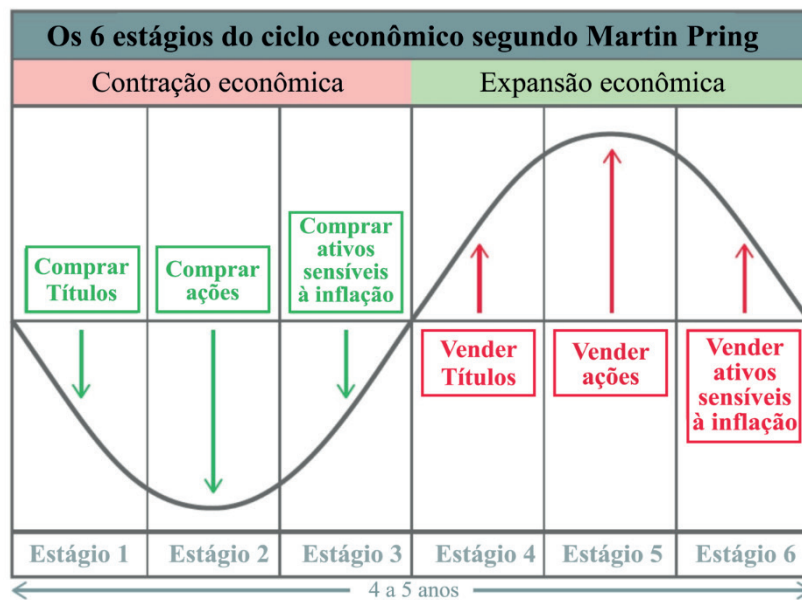 Os 6 estágios do ciclo econômico segundo Martin Pring
Contração econômica
Expansão econômica
Comprar
Títulos
Comprar
ações
Comprar
ativos
sensíveis
à inflação
Vender
Títulos
Vender
ações
Vender
ativos
sensíveis
à inflação
Estágio 1
Estágio 2
Estágio 3
Estágio 4
Estágio 5
Estágio 6
4 a 5 anos